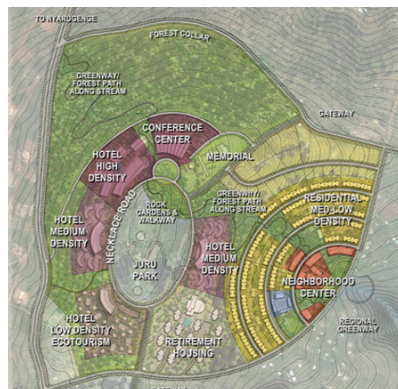 TO NYARDGENGE
FOREST COLLAR
GREENWAY/
FOREST PATH
ALONG STREAM
GATEWAY
CONFERENCE
CENTER
MEMORIAL
HOTEL
HIGH
DENSITY
NECKLACE ROAD
ROCK
GARDENS &
WALKWAY
GREENWAY/
FOREST PATH
ALONG STREAM
RESIDENTIAL
MED-LOW
DENSITY
HOTEL
MEDIUM
DENSITY
HOTEL
MEDIUM
DENSITY
JURU
PARK
NEIGHBORHOOD
CENTER
HOTEL
LOW DENSITY
ECOTOURISM
RETIREMENT
HOUSING
REGIONAL
GREENWAY
GATEWAY